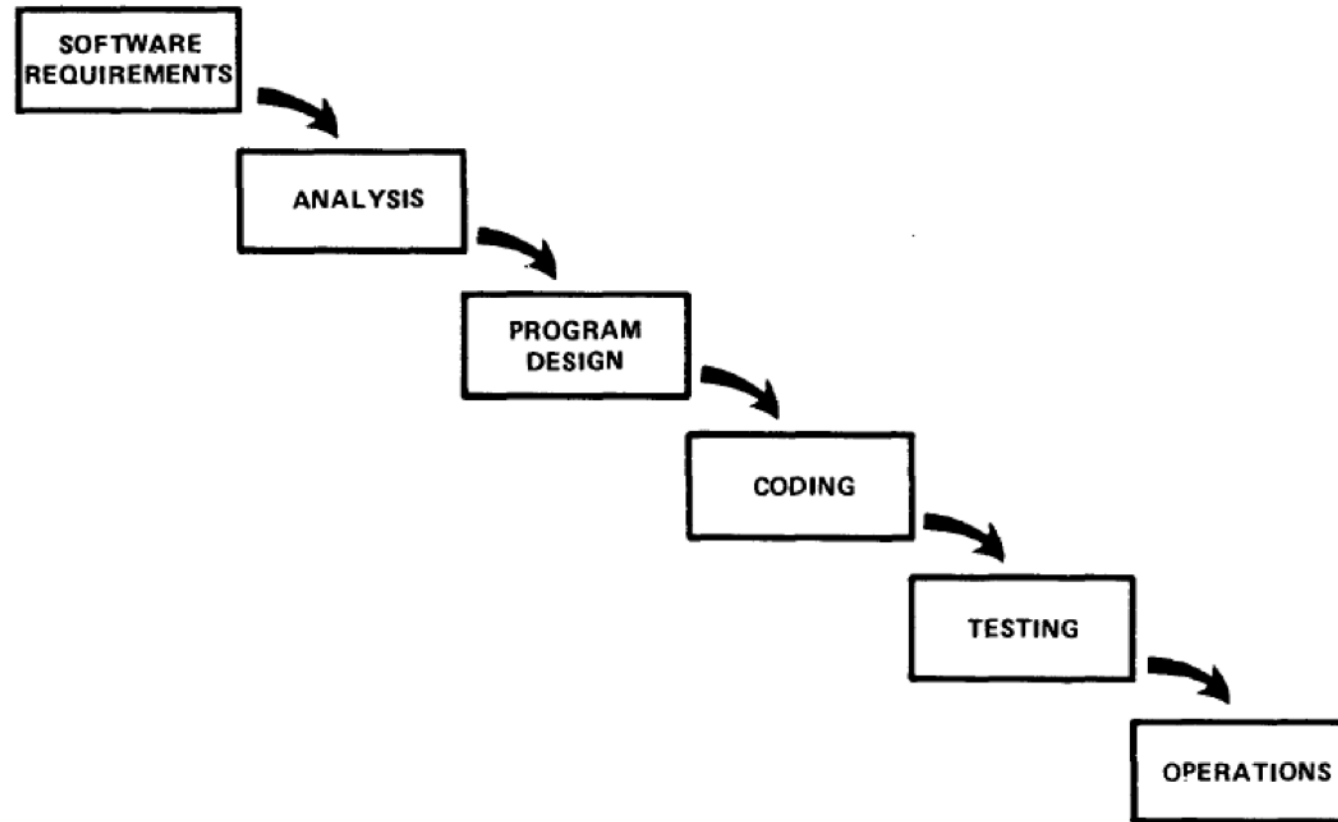 SOFTWARE
REQUIREMENTS
ANALYSIS
PROGRAM
DESIGN
CODING
TESTING
OPERATIONS